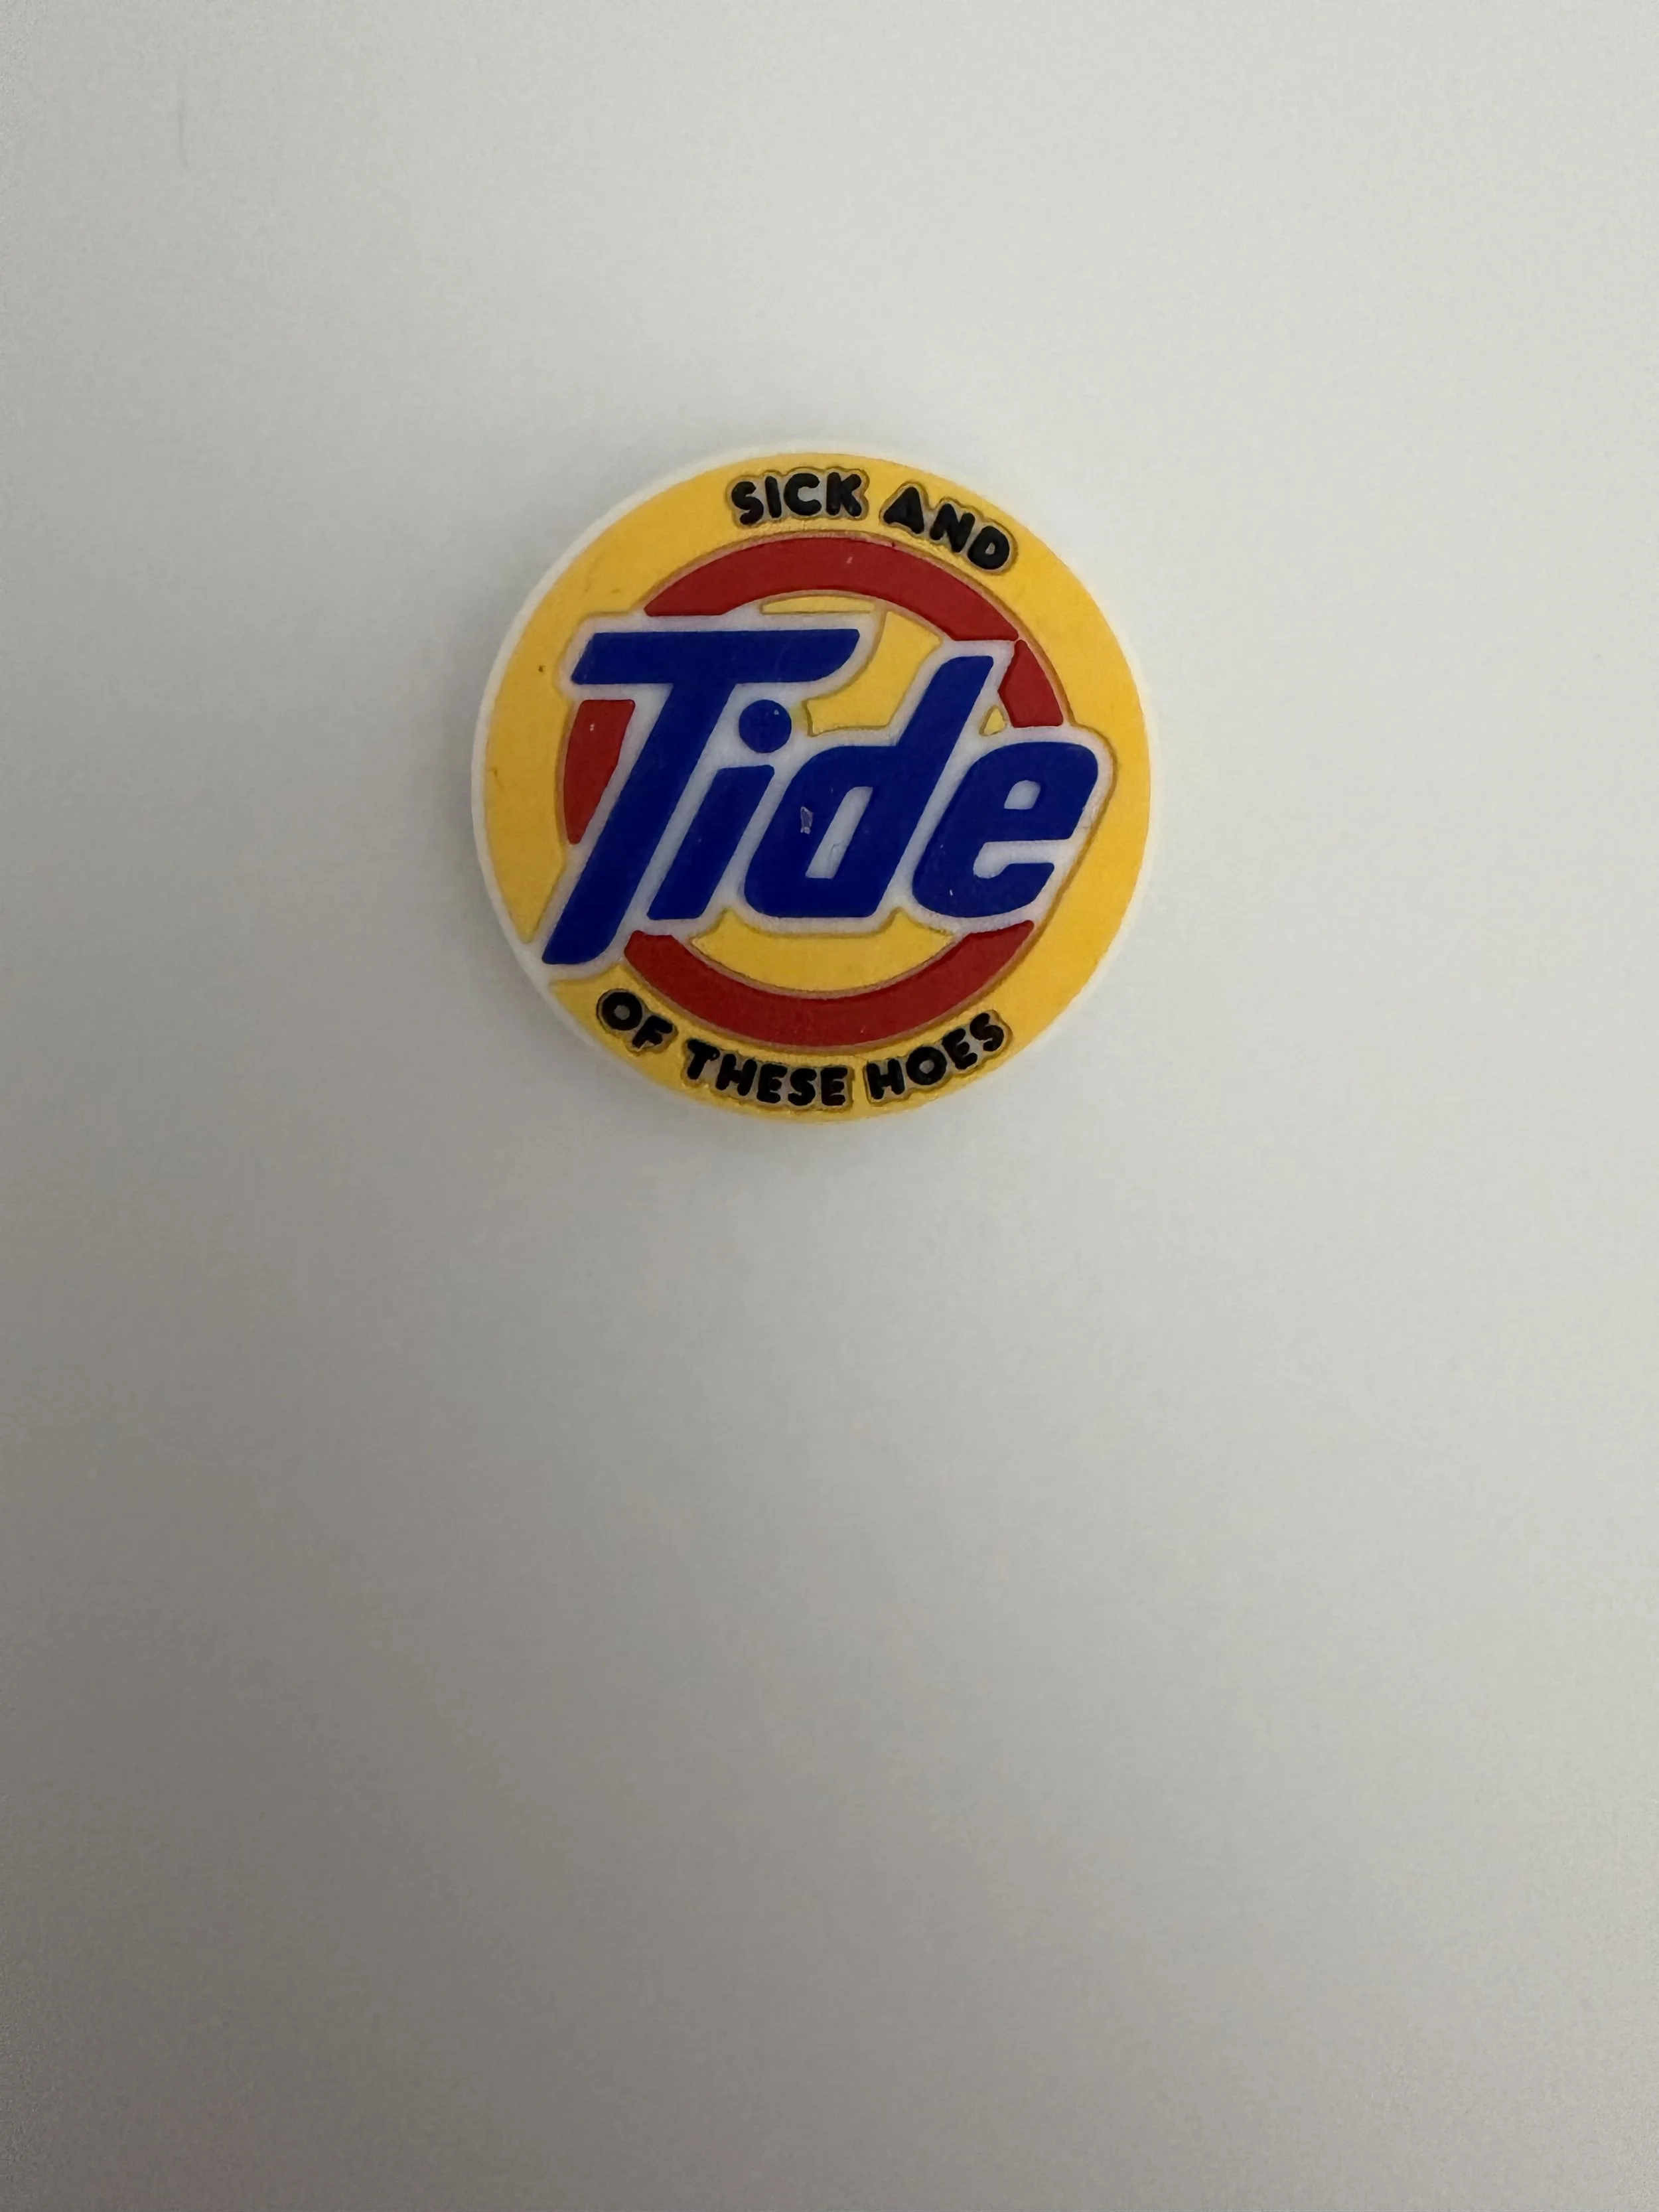 SICK AND
Tide
OF THESE HOES